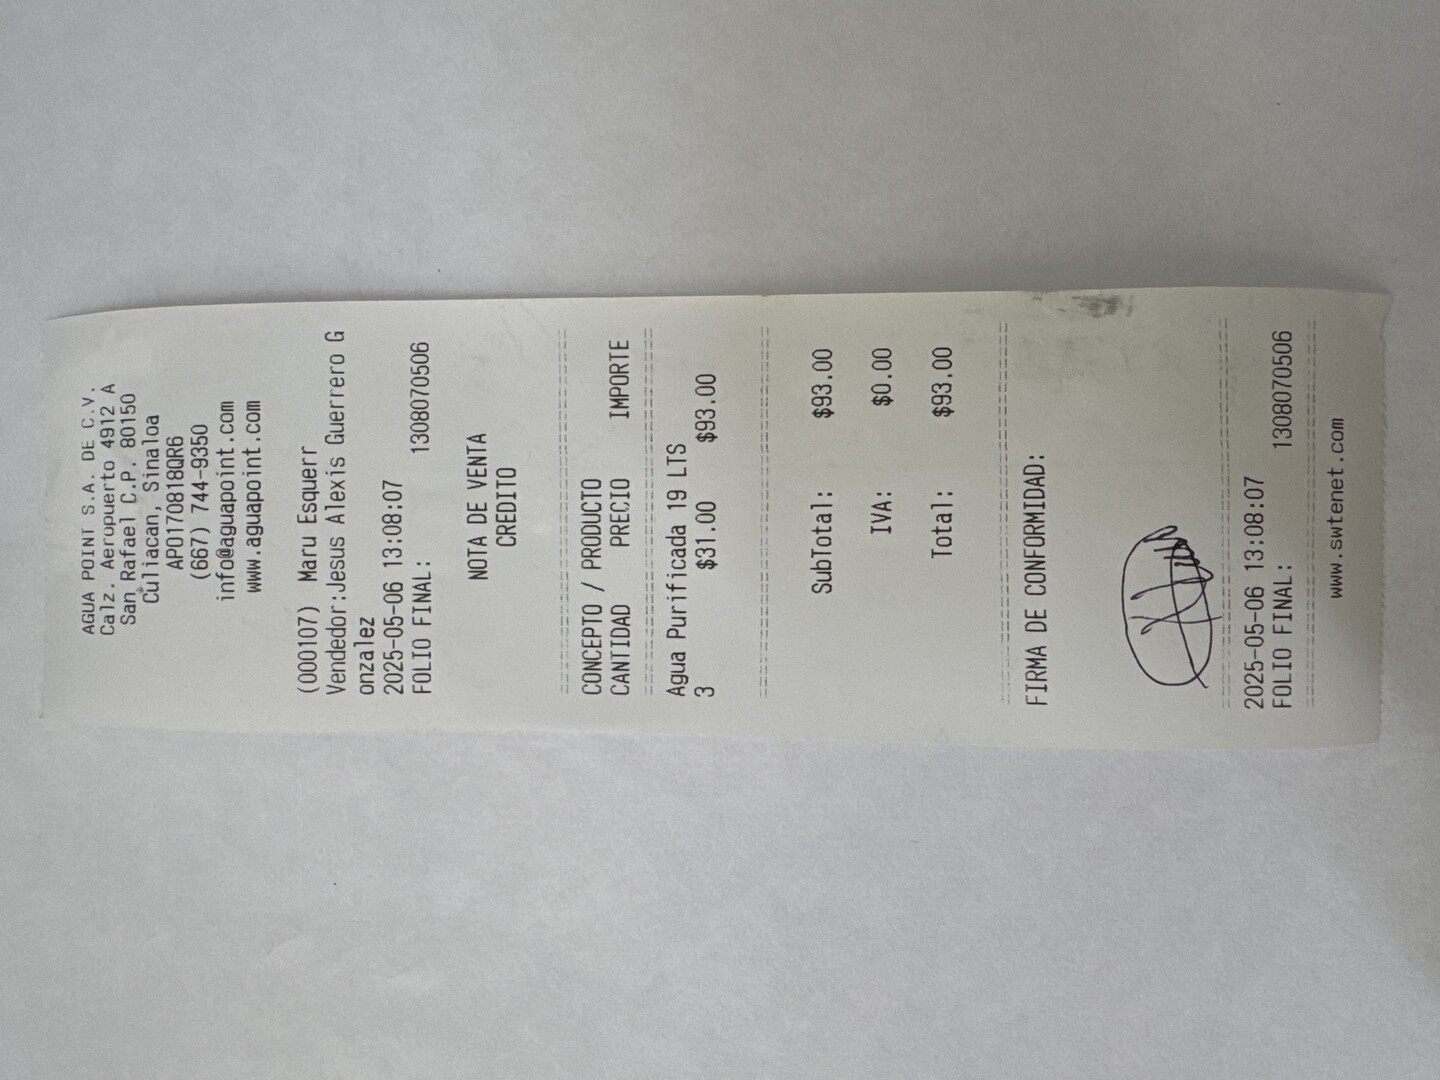 AGUA POINT S.A. DE C.V.
Calz. Aeropuerto 4912 A
San Rafael C.P. 80150
Culiacan, Sinaloa
APO170818QR6
(667) 744-9350
info@aguapoint.com
www.aguapoint.com
(000107) Maru Esquerr
Vendedor:Jesus Alexis Guerrero G
onzalez
2025-05-06 13:08:07
FOLIO FINAL: 1308070506
NOTA DE VENTA
CREDITO
CONCEPTO / PRODUCTO
CANTIDAD PRECIO IMPORTE
Agua Purificada 19 LTS
3 $31.00 $93.00
SubTotal: $93.00
IVA: $0.00
Total: $93.00
FIRMA DE CONFORMIDAD:
2025-05-06 13:08:07
FOLIO FINAL: 1308070506
www.swtenet.com